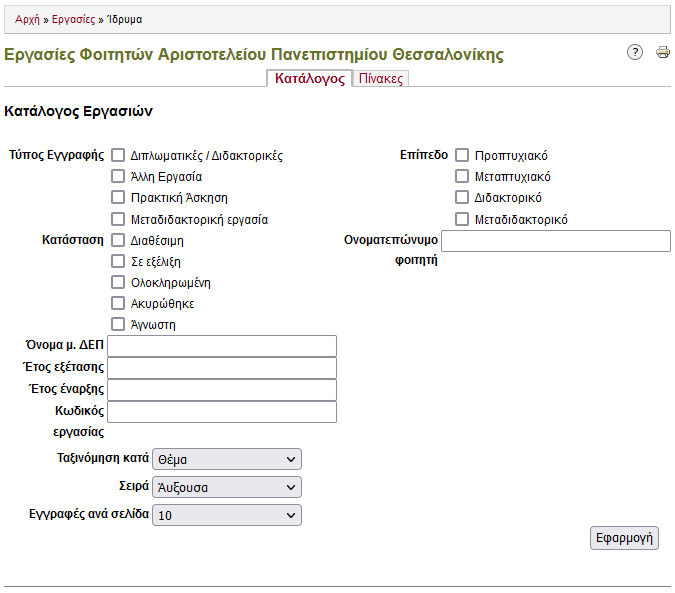 Αρχή » Εργασίες » Ίδρυμα
Εργασίες Φοιτητών Αριστοτελείου Πανεπιστημίου Θεσσαλονίκης
?
Κατάλογος Πίνακες
Κατάλογος Εργασιών
Τύπος Εγγραφής Διπλωματικές / Διδακτορικές Επίπεδο Προπτυχιακό
Άλλη Εργασία Μεταπτυχιακό
Πρακτική Άσκηση Διδακτορικό
Μεταδιδακτορική εργασία Μεταδιδακτορικό
Κατάσταση Διαθέσιμη Ονοματεπώνυμο
Σε εξέλιξη φοιτητή
Ολοκληρωμένη
Ακυρώθηκε
Άγνωστη
Όνομα μ. ΔΕΠ
Έτος εξέτασης
Έτος έναρξης
Κωδικός
εργασίας
Ταξινόμηση κατά Θέμα
Σειρά Άυξουσα
Εγγραφές ανά σελίδα 10
Εφαρμογή